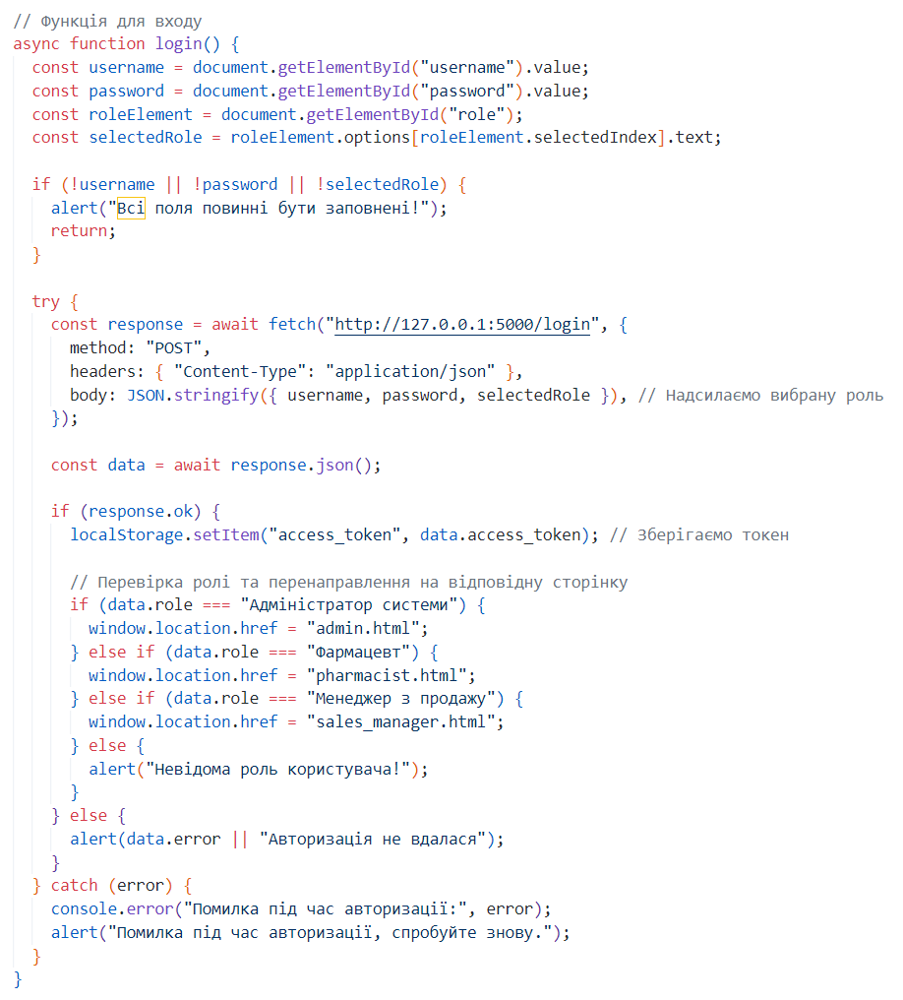 // Функція для входу
async function login() {
const username = document.getElementById("username").value;
const password = document.getElementById("password").value;
const roleElement = document.getElementById("role");
const selectedRole = roleElement.options[roleElement.selectedIndex].text;
if (!username || !password || !selectedRole) {
alert("Всі поля повинні бути заповнені!");
return;
}
try {
const response = await fetch("http://127.0.0.1:5000/login", {
method: "POST",
headers: { "Content-Type": "application/json" },
body: JSON.stringify({ username, password, selectedRole }), // Надсилаємо вибрану роль
});
const data = await response.json();
if (response.ok) {
localStorage.setItem("access_token", data.access_token); // Зберігаємо токен
// Перевірка ролі та перенаправлення на відповідну сторінку
if (data.role === "Адміністратор системи") {
window.location.href = "admin.html";
} else if (data.role === "Фармацевт") {
window.location.href = "pharmacist.html";
} else if (data.role === "Менеджер з продажу") {
window.location.href = "sales_manager.html";
} else {
alert("Невідома роль користувача!");
}
} else {
alert(data.error || "Авторизація не вдалася");
}
} catch (error) {
console.error("Помилка під час авторизації:", error);
alert("Помилка під час авторизації, спробуйте знову.");
}
}